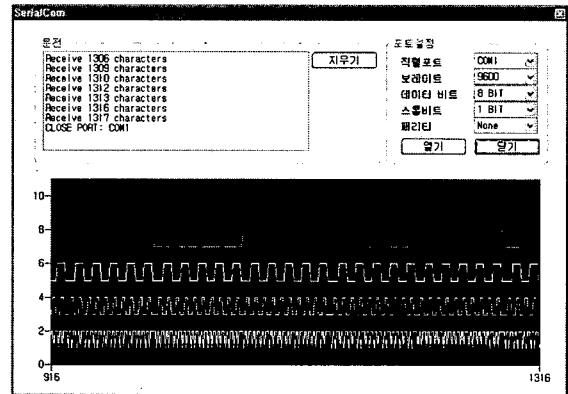 SerialCom
운전
Receive 1306 characters
Receive 1309 characters
Receive 1310 characters
Receive 1312 characters
Receive 1313 characters
Receive 1316 characters
Receive 1317 characters
CLOSE PORT: COM1
지우기
포트 설정
직렬포트 COM1
보레이트 9600
데이터 비트 8 BIT
스톱비트 1 BIT
패리티 None
열기 닫기
10
8
6
4
2
0
916 1316